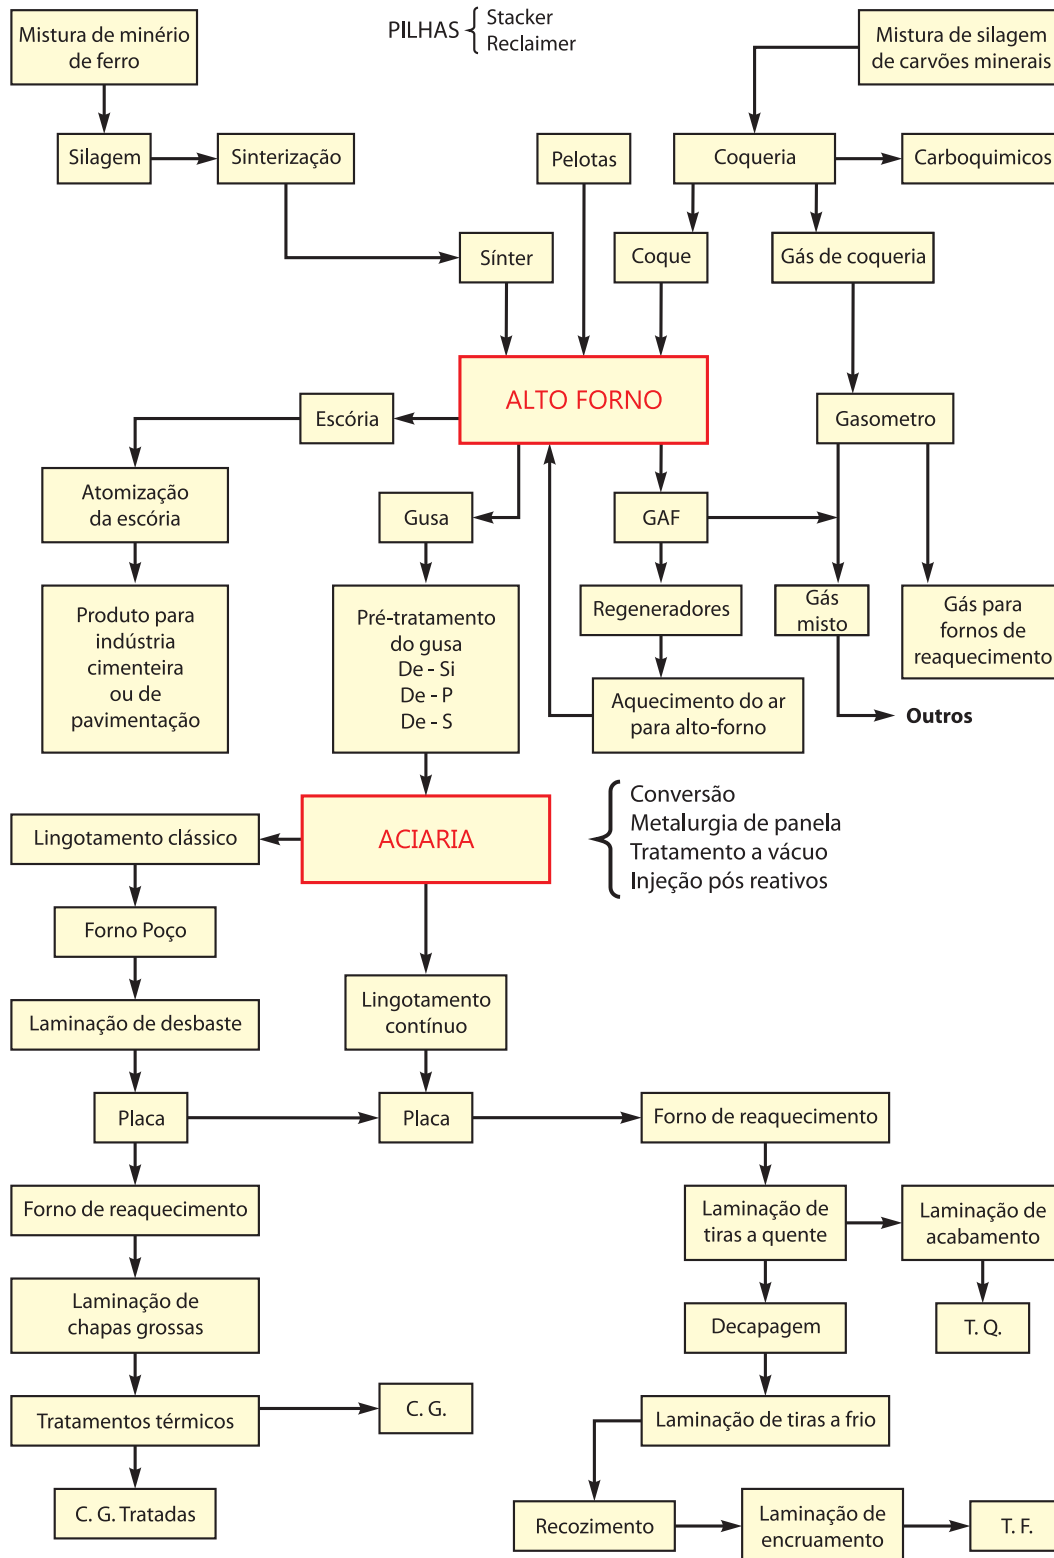 Mistura de minério
de ferro
PILHAS
Stacker
Reclaimer
Mistura de silagem
de carvões minerais
Silagem
Sinterização
Pelotas
Coqueria
Carboquimicos
Sínter
Coque
Gás de coqueria
ALTO FORNO
Escória
Gasometro
Atomização
da escória
Gusa
GAF
Produto para
indústria
cimenteira
ou de
pavimentação
Pré-tratamento
do gusa
De - Si
De - P
De - S
Regeneradores
Gás
misto
Gás para
fornos de
reaquecimento
Aquecimento do ar
para alto-forno
Outros
Lingotamento clássico
ACIARIA
Conversão
Metalurgia de panela
Tratamento a vácuo
Injeção pós reativos
Forno Poço
Laminação de desbaste
Lingotamento
contínuo
Placa
Placa
Forno de reaquecimento
Forno de reaquecimento
Laminação de
tiras a quente
Laminação de
acabamento
Laminação de
chapas grossas
Decapagem
T. Q.
Tratamentos térmicos
C. G.
Laminação de tiras a frio
C. G. Tratadas
Recozimento
Laminação de
encruamento
T. F.